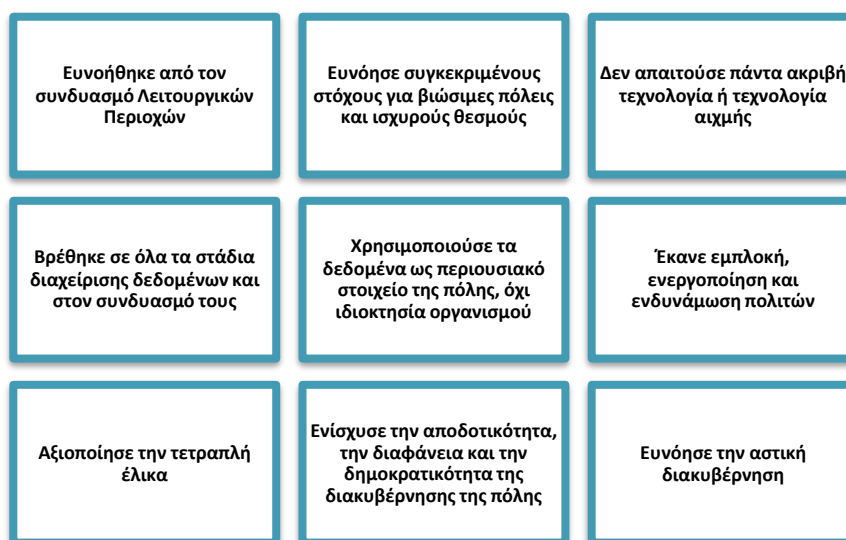 Ευνοήθηκε από τον
συνδυασμό Λειτουργικών
Περιοχών
Ευνόησε συγκεκριμένους
στόχους για βιώσιμες πόλεις
και ισχυρούς θεσμούς
Δεν απαιτούσε πάντα ακριβή
τεχνολογία ή τεχνολογία
αιχμής
Βρέθηκε σε όλα τα στάδια
διαχείρισης δεδομένων και
στον συνδυασμό τους
Χρησιμοποιούσε τα
δεδομένα ως περιουσιακό
στοιχείο της πόλης, όχι
ιδιοκτησία οργανισμού
Έκανε εμπλοκή,
ενεργοποίηση και
ενδυνάμωση πολιτών
Αξιοποίησε την τετραπλή
έλικα
Ενίσχυσε την αποδοτικότητα,
την διαφάνεια και την
δημοκρατικότητα της
διακυβέρνησης της πόλης
Ευνόησε την αστική
διακυβέρνηση